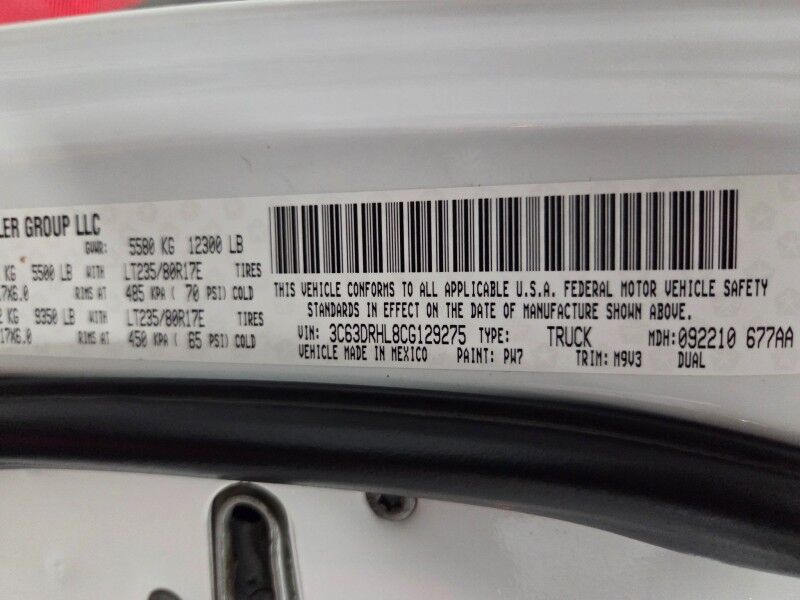 LER GROUP LLC
GVWR: 5580 KG 12300 LB
KG 5500 LB WITH LT235/80R17E TIRES
17X6.0 RIMS AT 485 KPA ( 70 PSI) COLD
KG 9350 LB WITH LT235/80R17E TIRES
17X6.0 RIMS AT 450 KPA ( 65 PSI) COLD
THIS VEHICLE CONFORMS TO ALL APPLICABLE U.S.A. FEDERAL MOTOR VEHICLE SAFETY
STANDARDS IN EFFECT ON THE DATE OF MANUFACTURE SHOWN ABOVE.
VIN: 3C63DRHL8CG129275 TYPE: TRUCK MDH: 092210 677AA
VEHICLE MADE IN MEXICO PAINT: PW7 TRIM: M9V3 DUAL